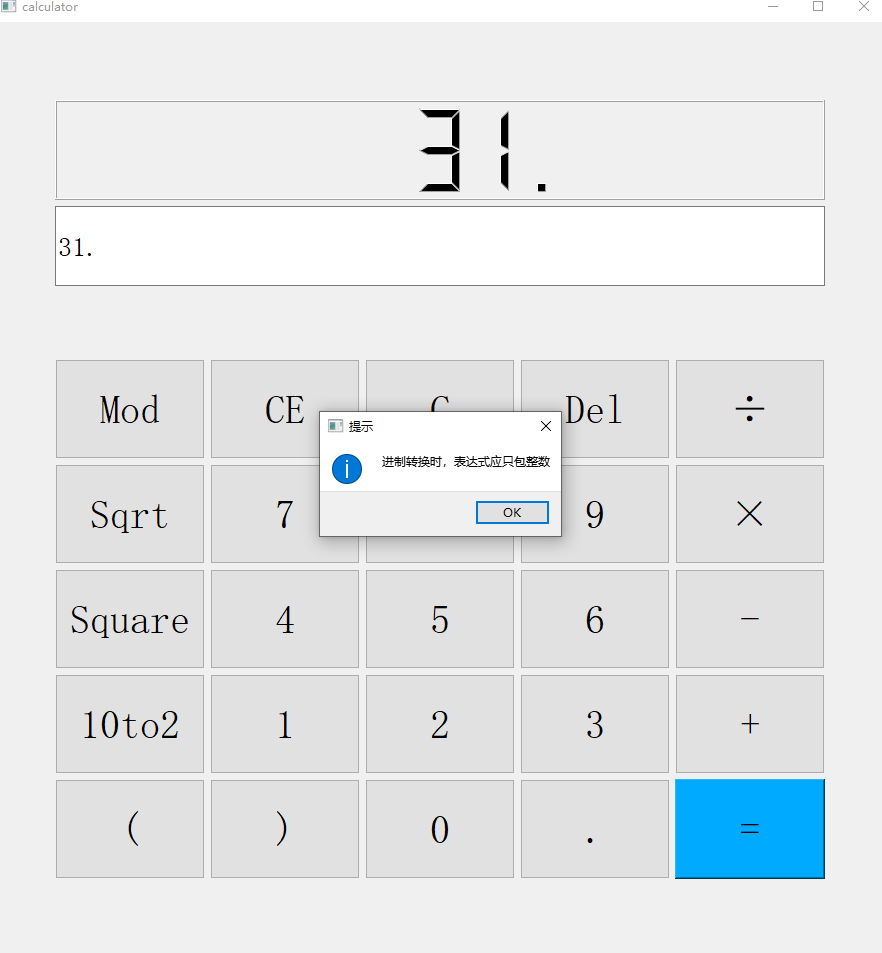 calculator
31.
31.
Mod CE C Del ÷
提示
进制转换时，表达式应只包整数
OK
Sqrt 7 9 ×
Square 4 5 6 -
10to2 1 2 3 +
( ) 0 . =